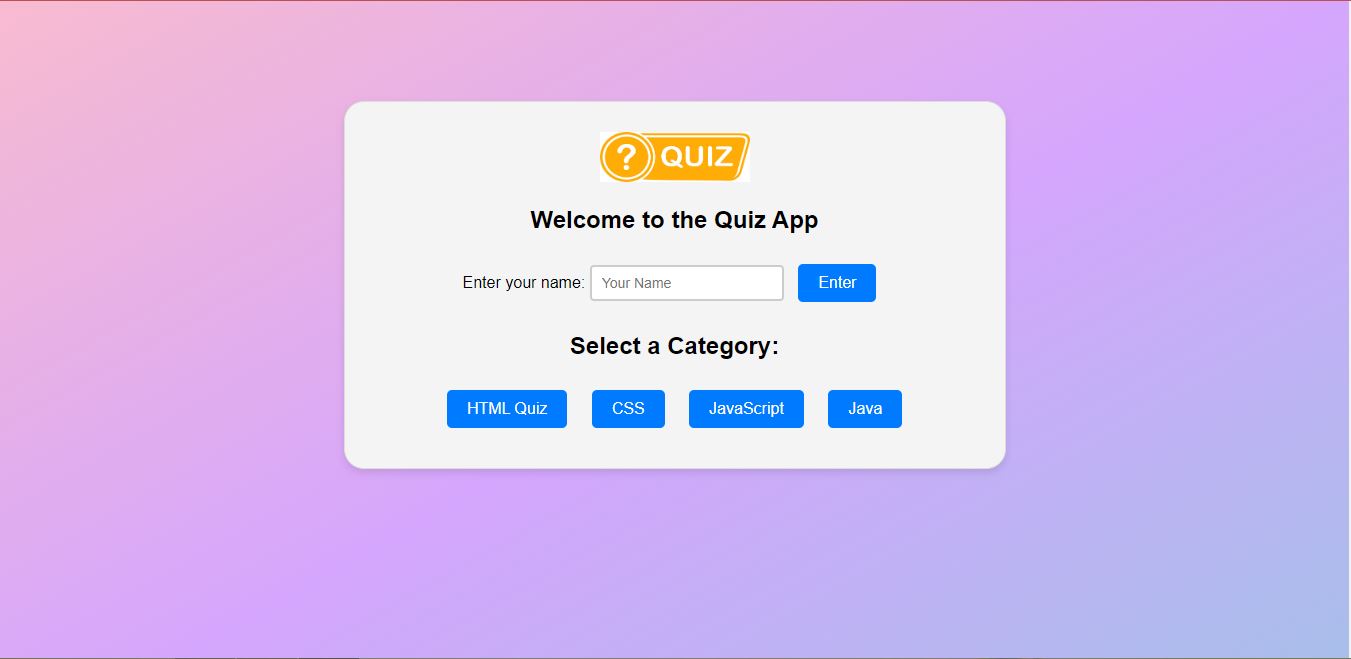 ? QUIZ
Welcome to the Quiz App
Enter your name: Your Name Enter
Select a Category:
HTML Quiz CSS JavaScript Java